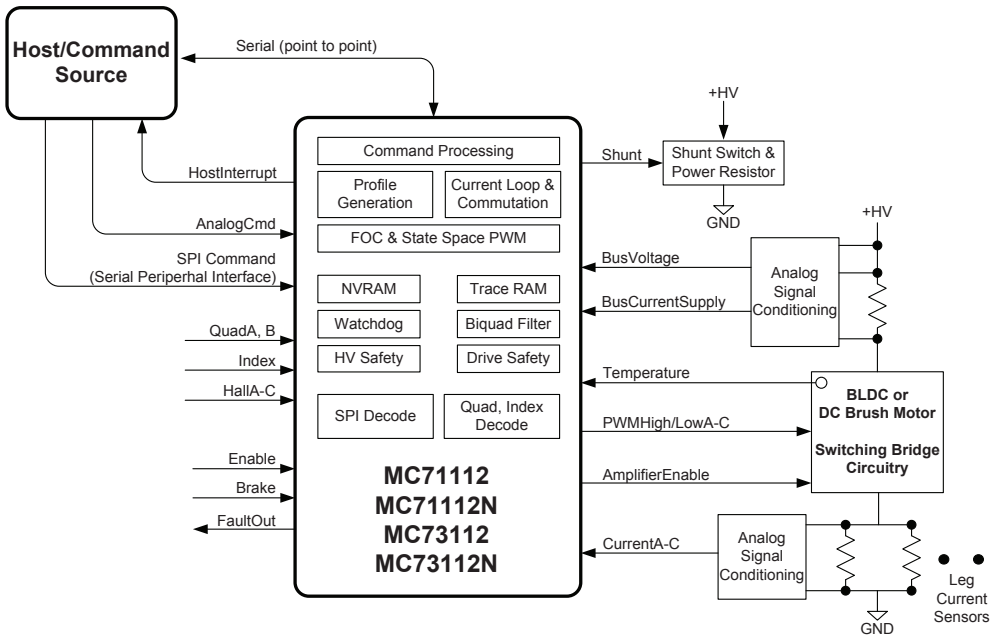 Host/Command
Source
Serial (point to point)
HostInterrupt
AnalogCmd
SPI Command
(Serial Periperhal Interface)
QuadA, B
Index
HallA-C
Enable
Brake
FaultOut
Command Processing
Profile
Generation
Current Loop &
Commutation
FOC & State Space PWM
NVRAM
Trace RAM
Watchdog
Biquad Filter
HV Safety
Drive Safety
SPI Decode
Quad, Index
Decode
MC71112
MC71112N
MC73112
MC73112N
Shunt
+HV
Shunt Switch &
Power Resistor
GND
+HV
BusVoltage
BusCurrentSupply
Analog
Signal
Conditioning
Temperature
PWMHigh/LowA-C
AmplifierEnable
BLDC or
DC Brush Motor
Switching Bridge
Circuitry
CurrentA-C
Analog
Signal
Conditioning
Leg
Current
Sensors
GND